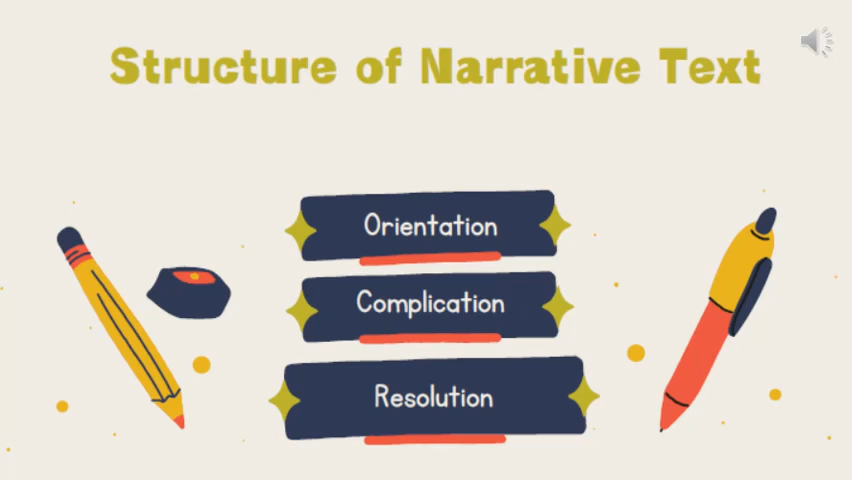 Structure of Narrative Text
Orientation
Complication
Resolution